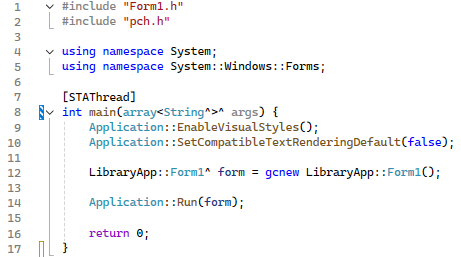 1 #include "Form1.h"
2 #include "pch.h"
3
4 using namespace System;
5 using namespace System::Windows::Forms;
6
7 [STAThread]
8 int main(array<String^>^ args) {
9 Application::EnableVisualStyles();
10 Application::SetCompatibleTextRenderingDefault(false);
11
12 LibraryApp::Form1^ form = gcnew LibraryApp::Form1();
13
14 Application::Run(form);
15
16 return 0;
17 }